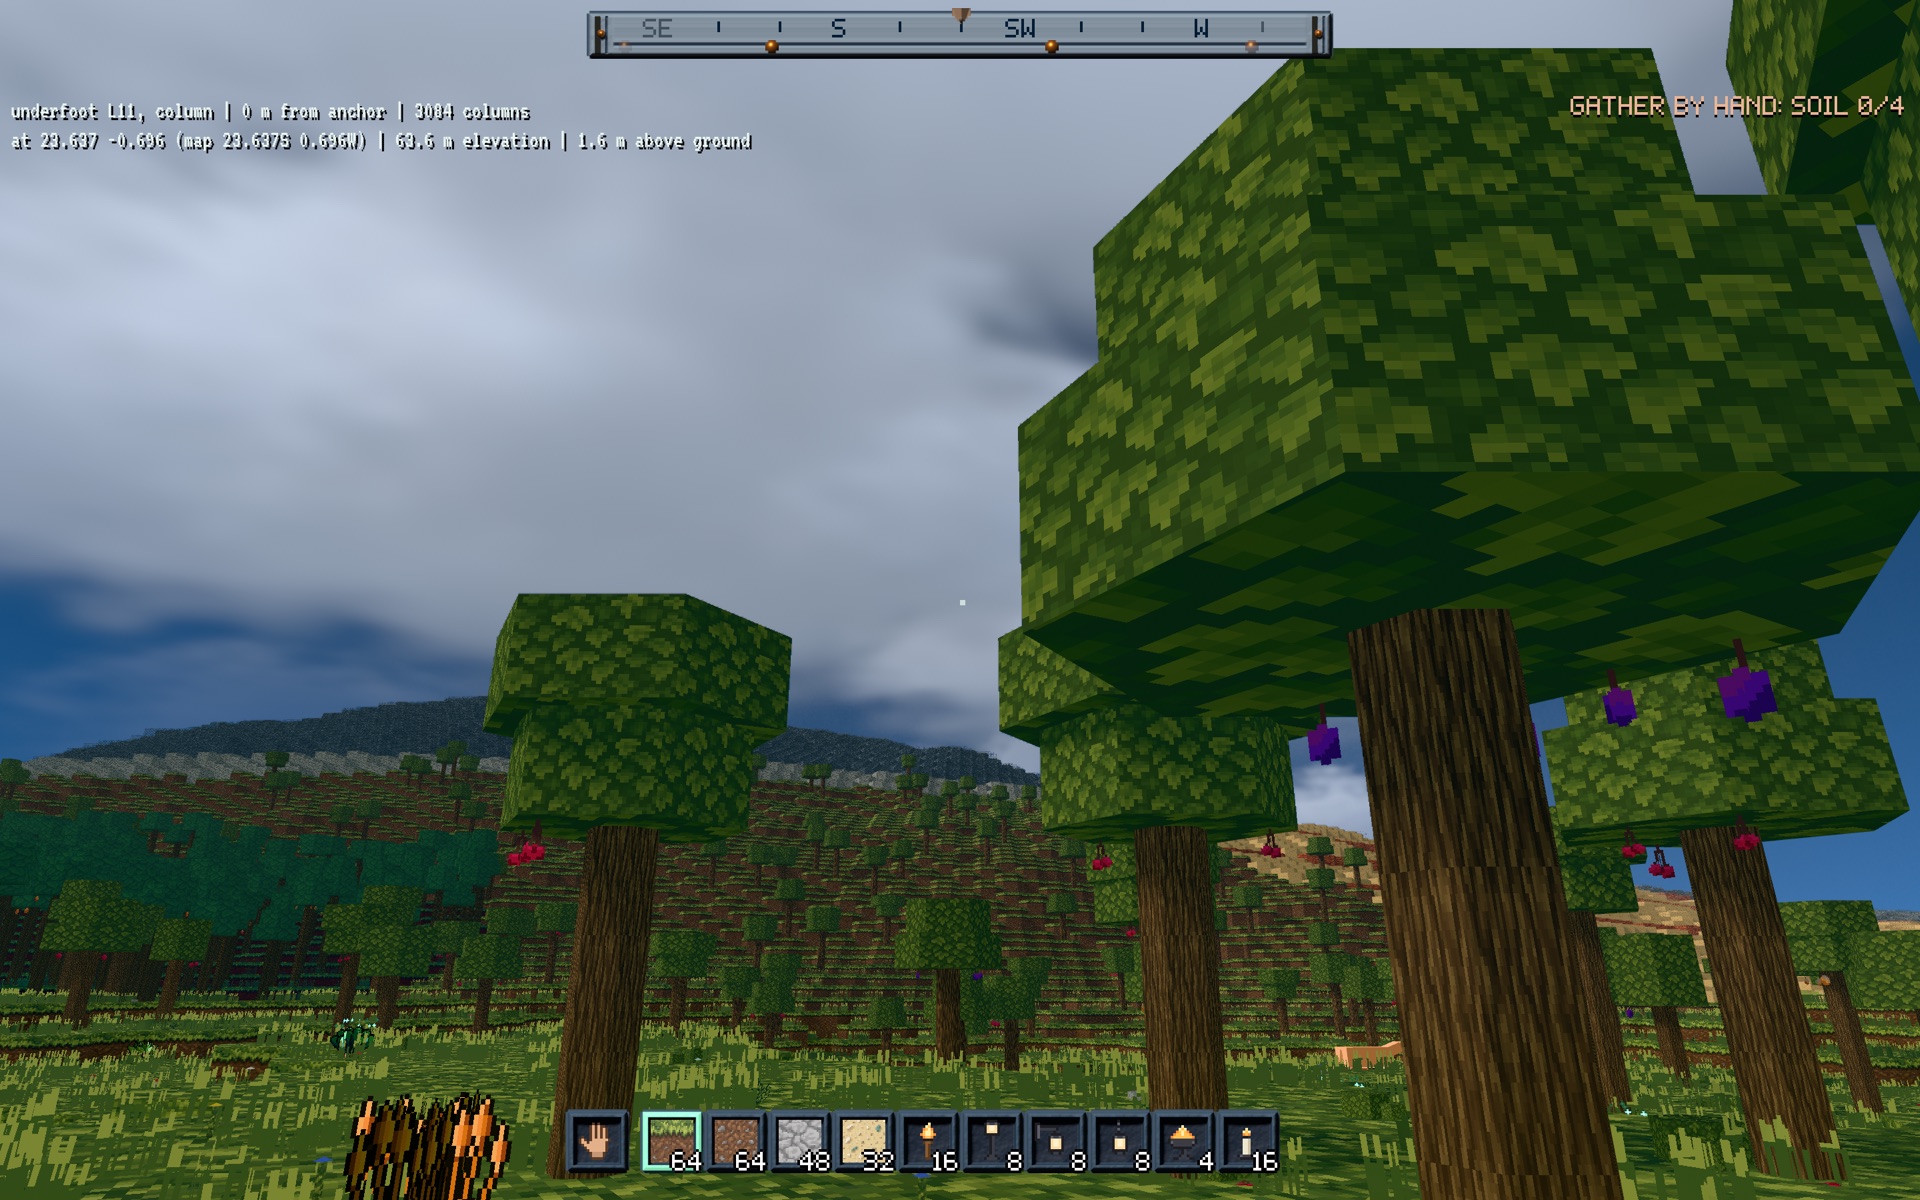 SE S SW W
underfoot L11, column | 0 m from anchor | 3084 columns
GATHER BY HAND: SOIL 0/4
at 23.637 -0.696 (map 23.637S 0.696W) | 63.6 m elevation | 1.6 m above ground
64 64 48 32 16 8 8 8 4 16